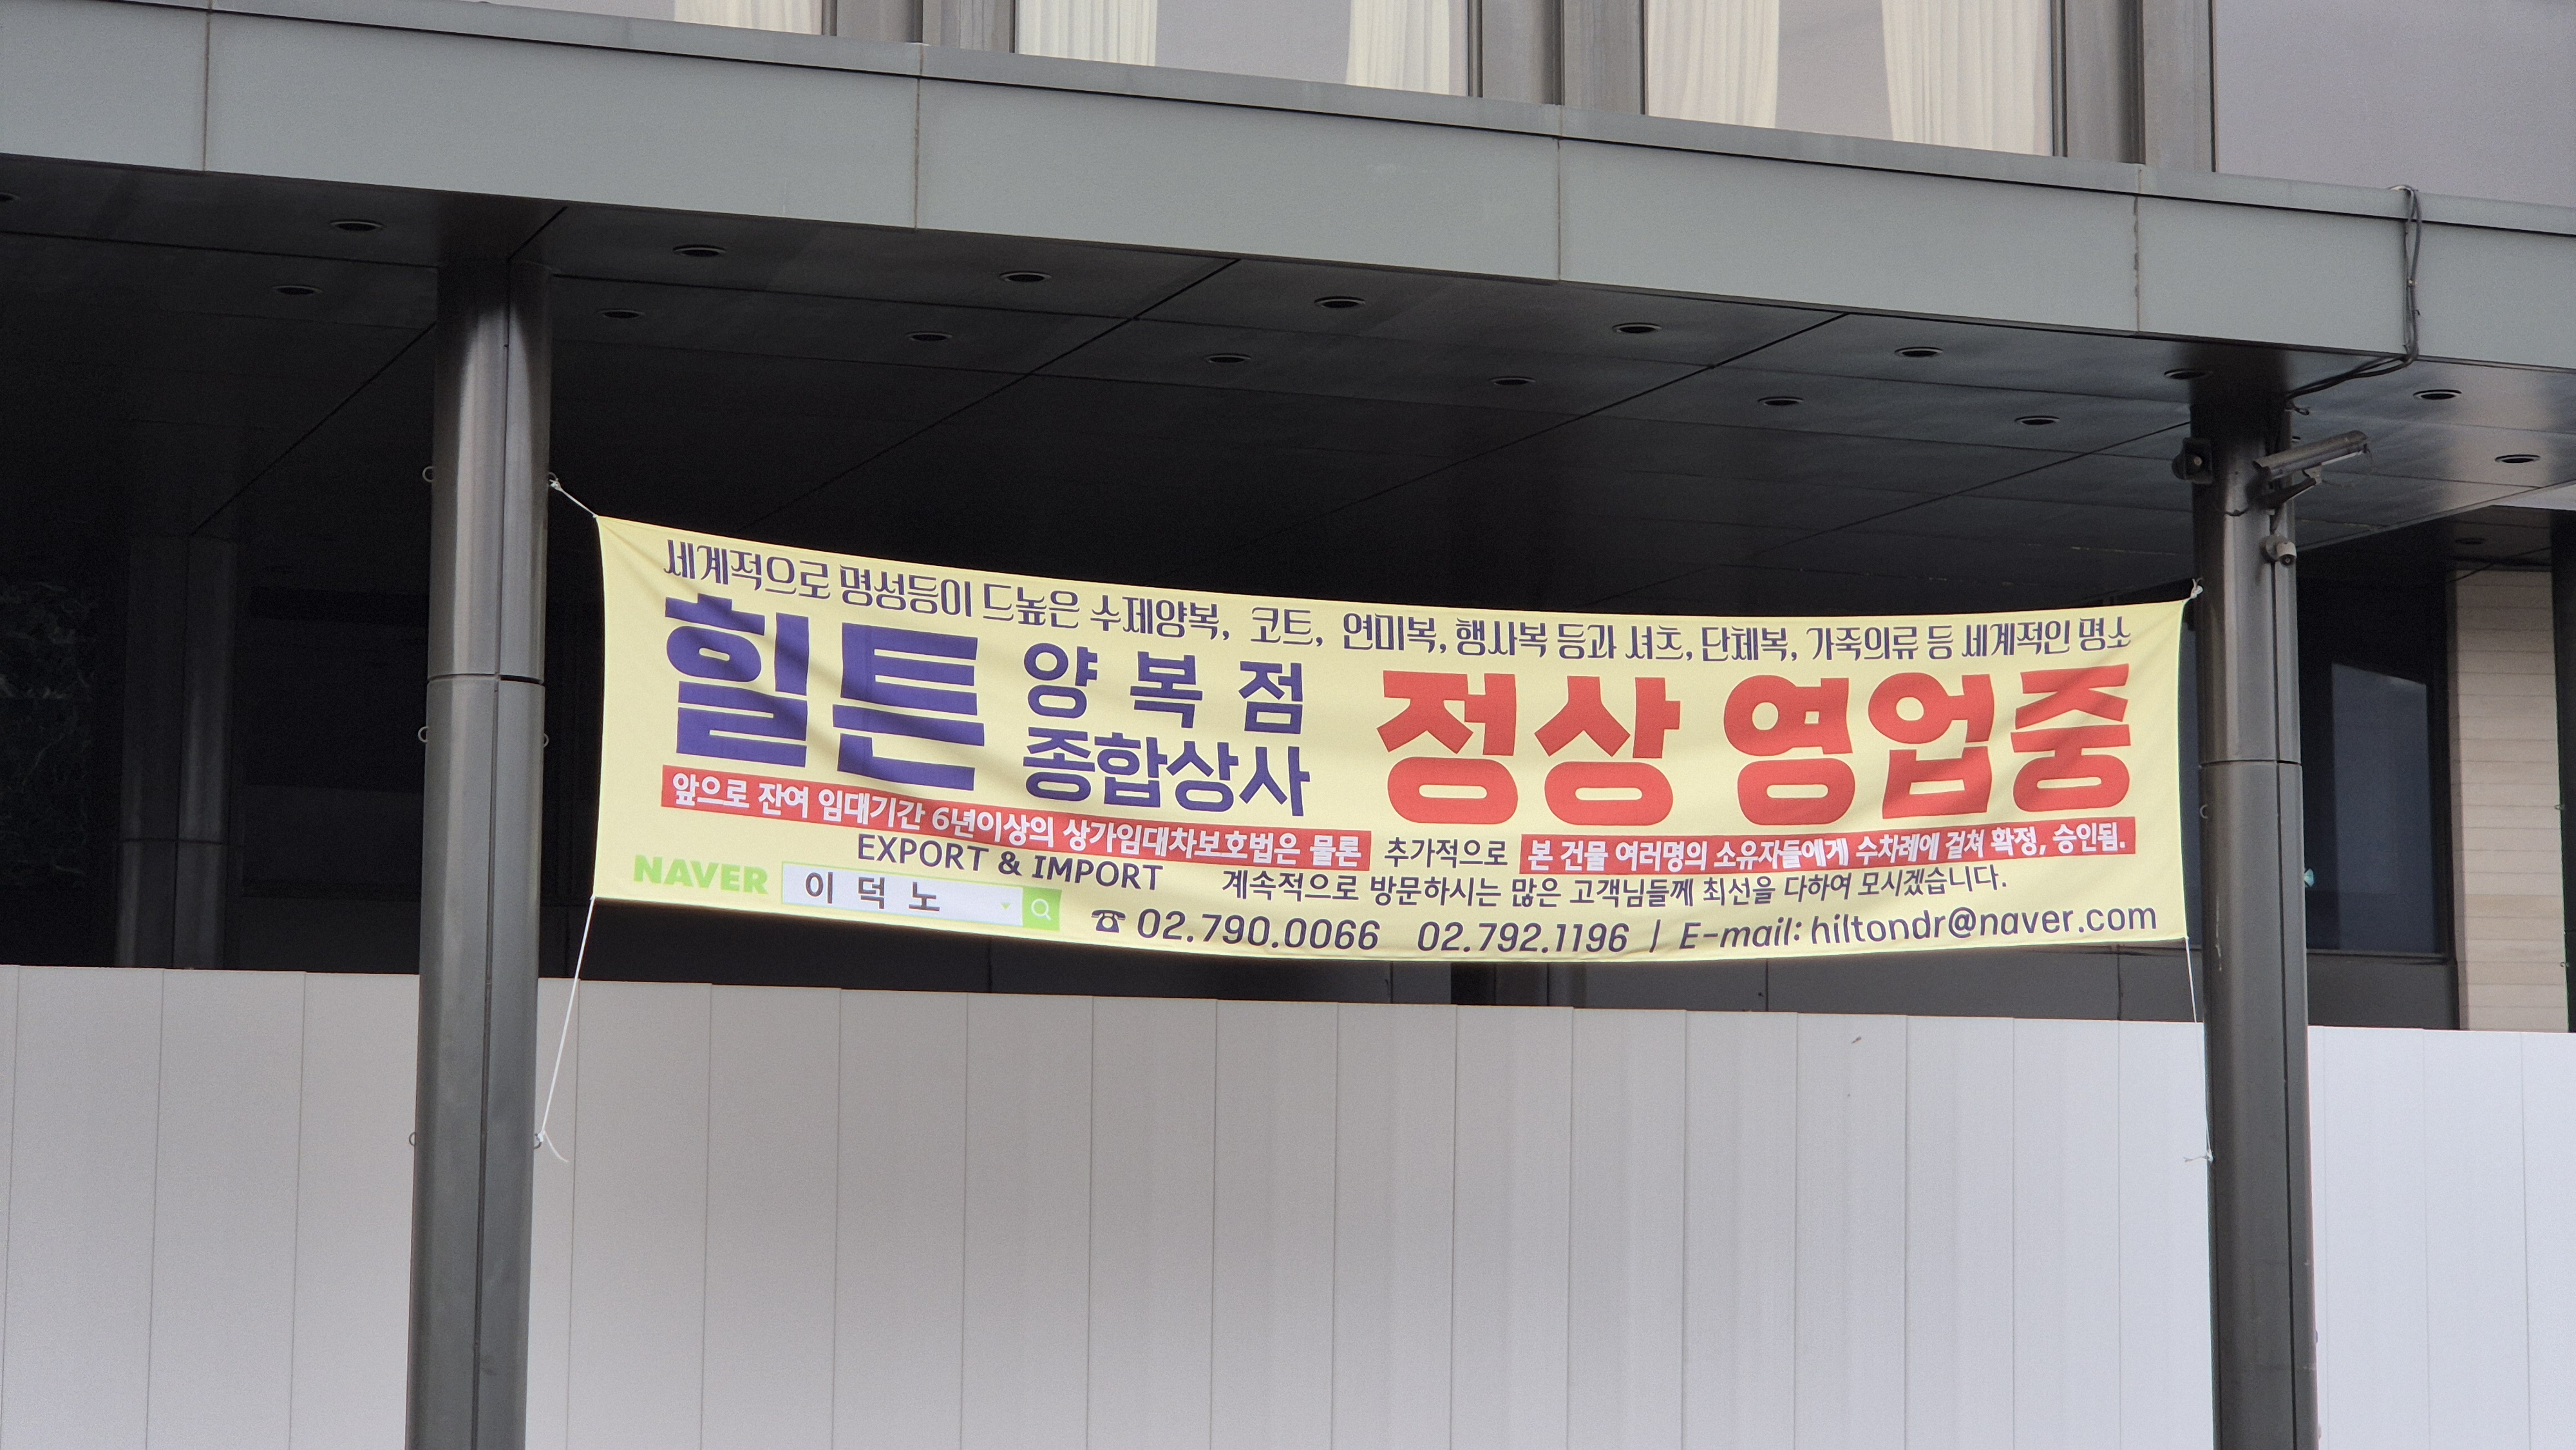 세계적으로 명성등이 드높은 수제양복, 코트, 연미복, 행사복 등과 셔츠, 단체복, 가죽의류 등 세계적인 명소
힐튼 양복점 종합상사 정상 영업중
앞으로 잔여 임대기간 6년이상의 상가임대차보호법은 물론 추가적으로 본 건물 여러명의 소유자들에게 수차례에 걸쳐 확정, 승인됨.
EXPORT & IMPORT 계속적으로 방문하시는 많은 고객님들께 최선을 다하여 모시겠습니다.
NAVER 이덕노 ☎ 02.790.0066 02.792.1196 / E-mail: hiltondr@naver.com